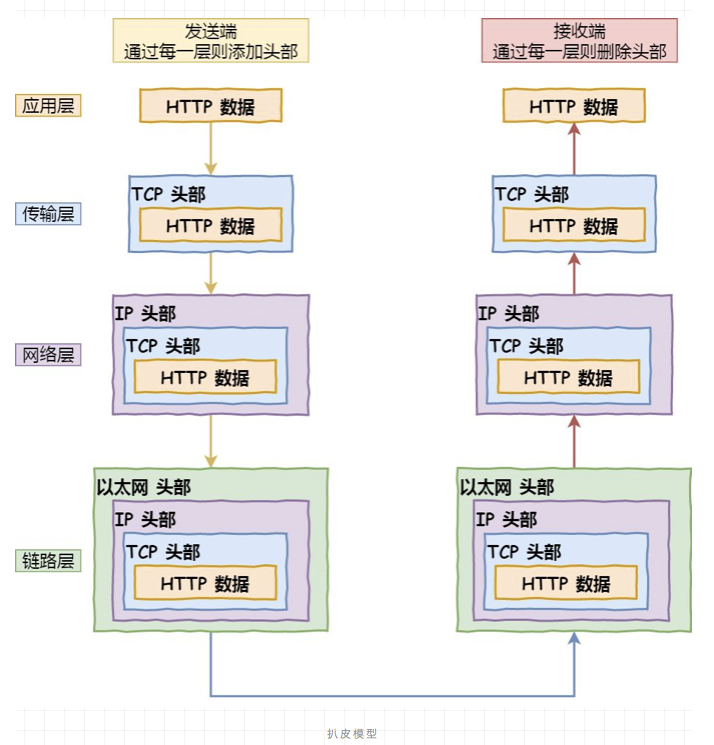 发送端
通过每一层则添加头部
接收端
通过每一层则删除头部
应用层
HTTP 数据
HTTP 数据
传输层
TCP 头部
HTTP 数据
TCP 头部
HTTP 数据
网络层
IP 头部
TCP 头部
HTTP 数据
IP 头部
TCP 头部
HTTP 数据
链路层
以太网 头部
IP 头部
TCP 头部
HTTP 数据
以太网 头部
IP 头部
TCP 头部
HTTP 数据
扒皮模型